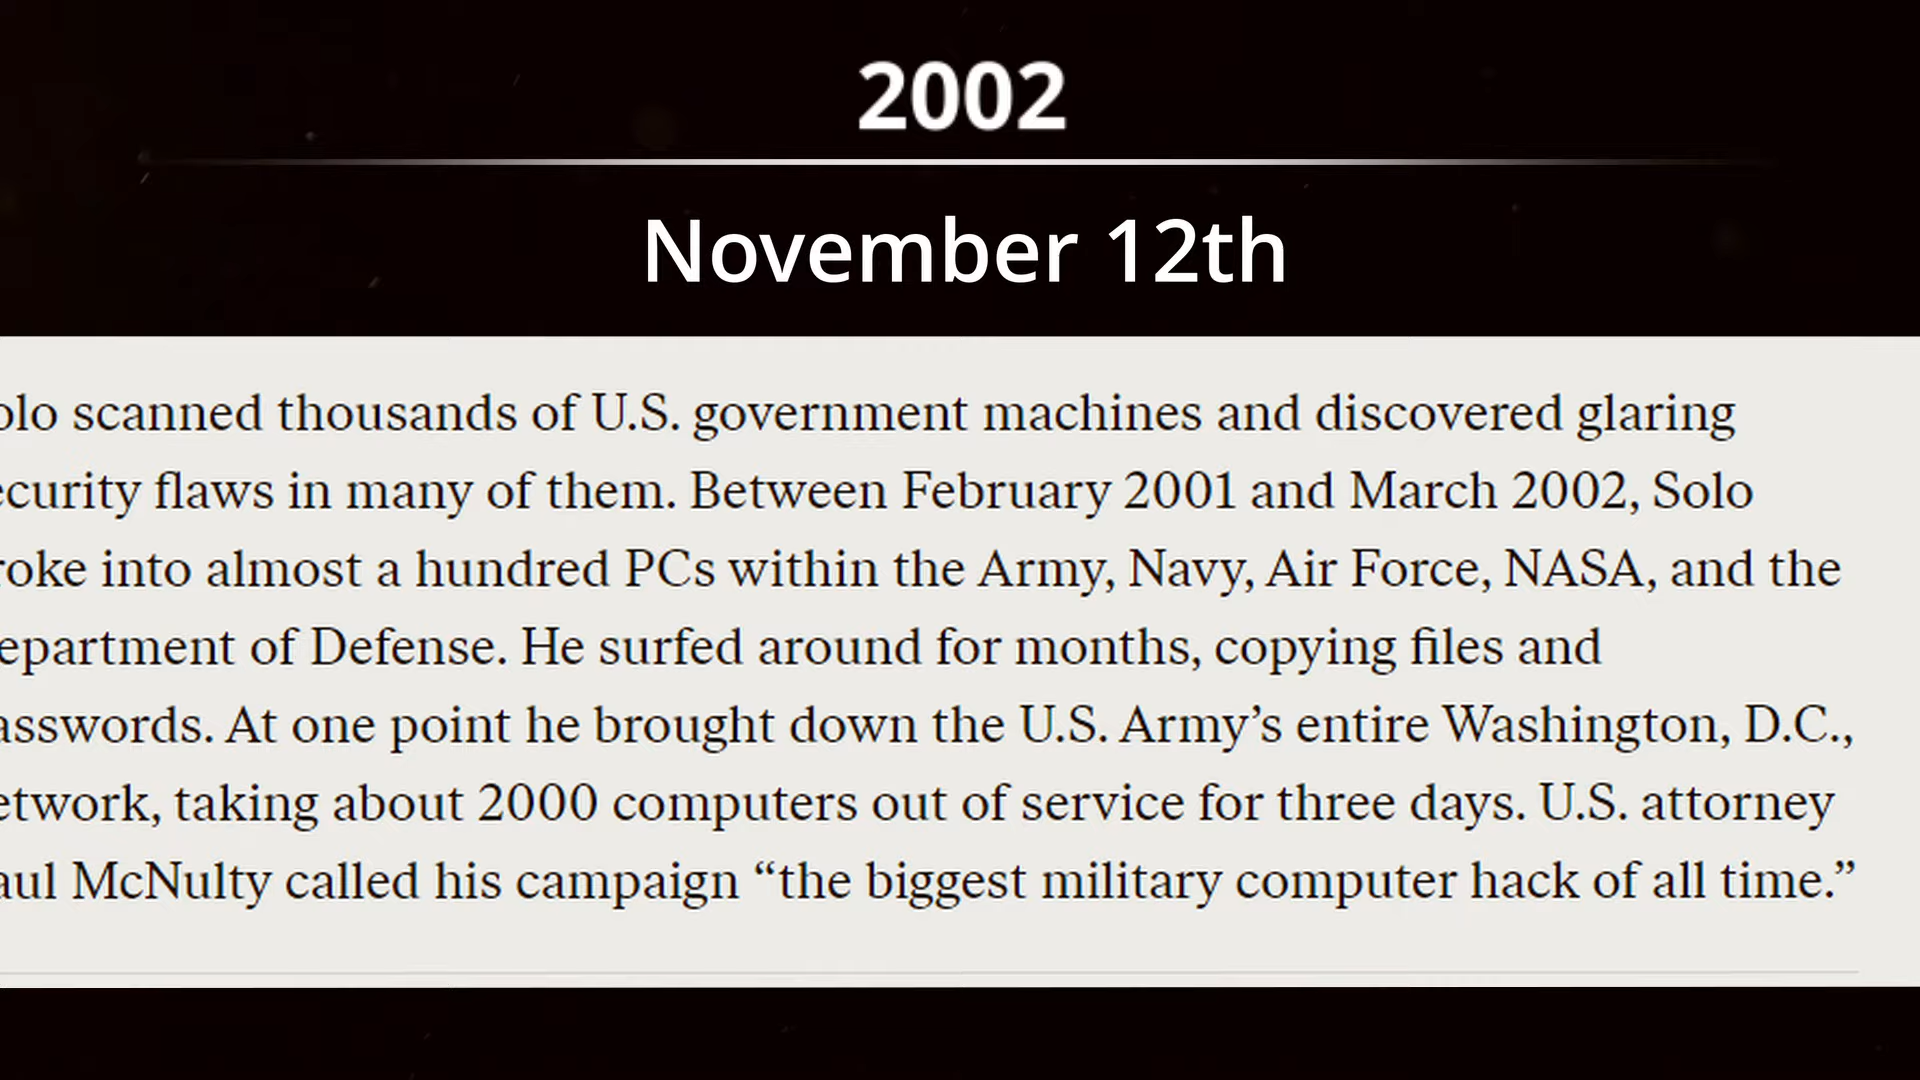 2002
November 12th
olo scanned thousands of U.S. government machines and discovered glaring
ecurity flaws in many of them. Between February 2001 and March 2002, Solo
roke into almost a hundred PCs within the Army, Navy, Air Force, NASA, and the
epartment of Defense. He surfed around for months, copying files and
asswords. At one point he brought down the U.S. Army’s entire Washington, D.C.,
etwork, taking about 2000 computers out of service for three days. U.S. attorney
aul McNulty called his campaign “the biggest military computer hack of all time.”